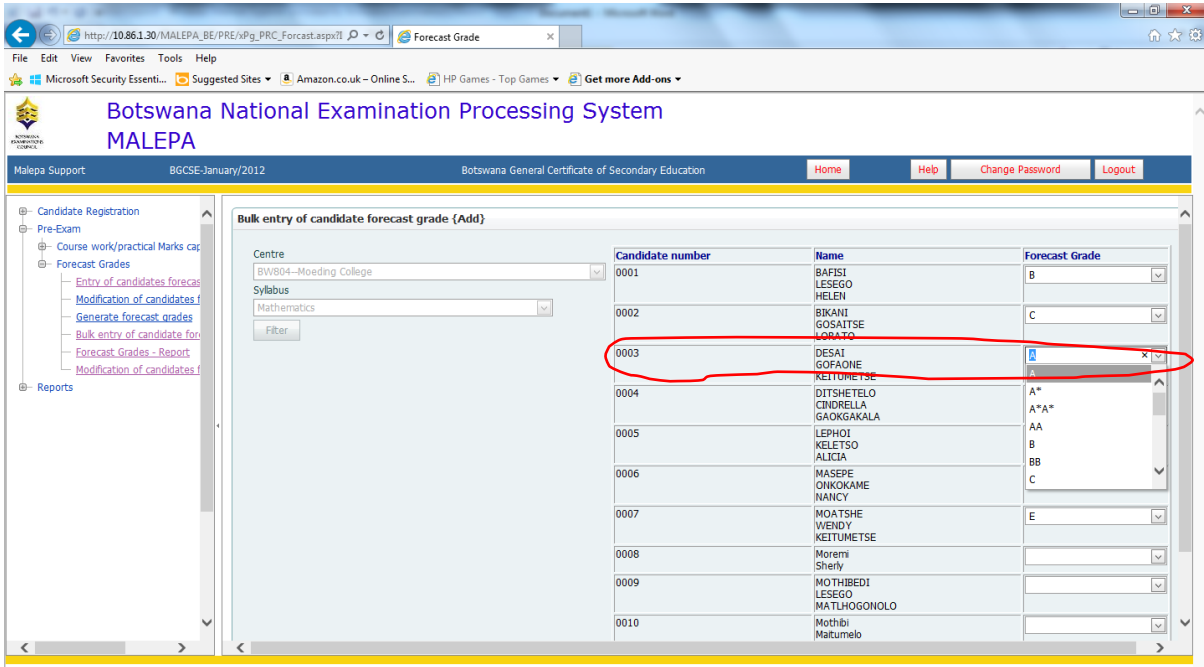 http://10.86.1.30/MALEPA_BE/PRE/xPg_PRC_Forcast.aspx?I
Forecast Grade
File Edit View Favorites Tools Help
Microsoft Security Essenti... Suggested Sites Amazon.co.uk – Online S... HP Games - Top Games Get more Add-ons
Botswana National Examination Processing System
MALEPA
Malepa Support BGCSE-January/2012 Botswana General Certificate of Secondary Education Home Help Change Password Logout
Candidate Registration
Pre-Exam
Course work/practical Marks cap
Forecast Grades
Entry of candidates forecas
Modification of candidates f
Generate forecast grades
Bulk entry of candidate fore
Forecast Grades - Report
Modification of candidates f
Reports
Bulk entry of candidate forecast grade {Add}
Centre
BW804--Moeding College
Syllabus
Mathematics
Filter
Candidate number Name Forecast Grade
0001 BAFISI B
LESEGO
HELEN
0002 BIKANI C
GOSAITSE
LORATO
0003 DESAI A
GOFAONE
KEITUMETSE
0004 DITSHETELO
CINDRELLA
GAOKGAKALA
0005 LEPHOI
KELETSO
ALICIA
0006 MASEPE
ONKOKAME
NANCY
0007 MOATSHE E
WENDY
KEITUMETSE
0008 Moremi
Sherly
0009 MOTHIBEDI
LESEGO
MATLHOGONOLO
0010 Mothibi
Maitumelo
A
A*
A*A*
AA
B
BB
C